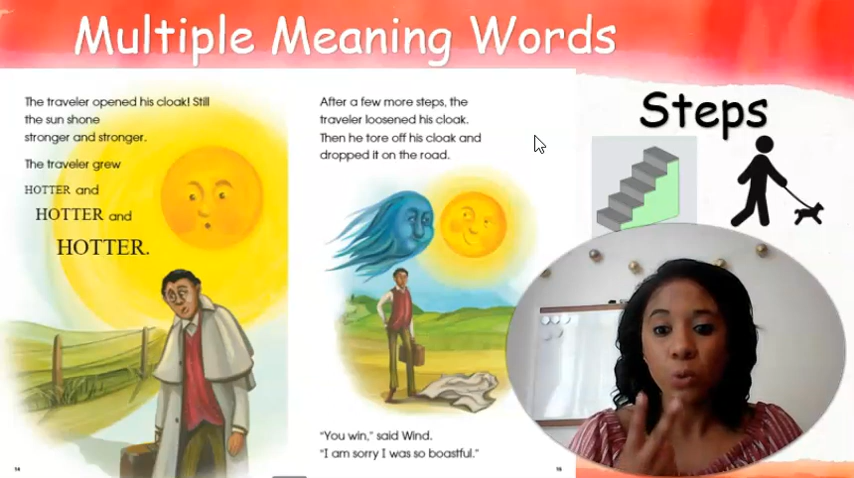 Multiple Meaning Words
The traveler opened his cloak! Still
the sun shone
stronger and stronger.
The traveler grew
HOTTER and
HOTTER and
HOTTER.
14
After a few more steps, the
traveler loosened his cloak.
Then he tore off his cloak and
dropped it on the road.
"You win," said Wind.
"I am sorry I was so boastful."
15
Steps